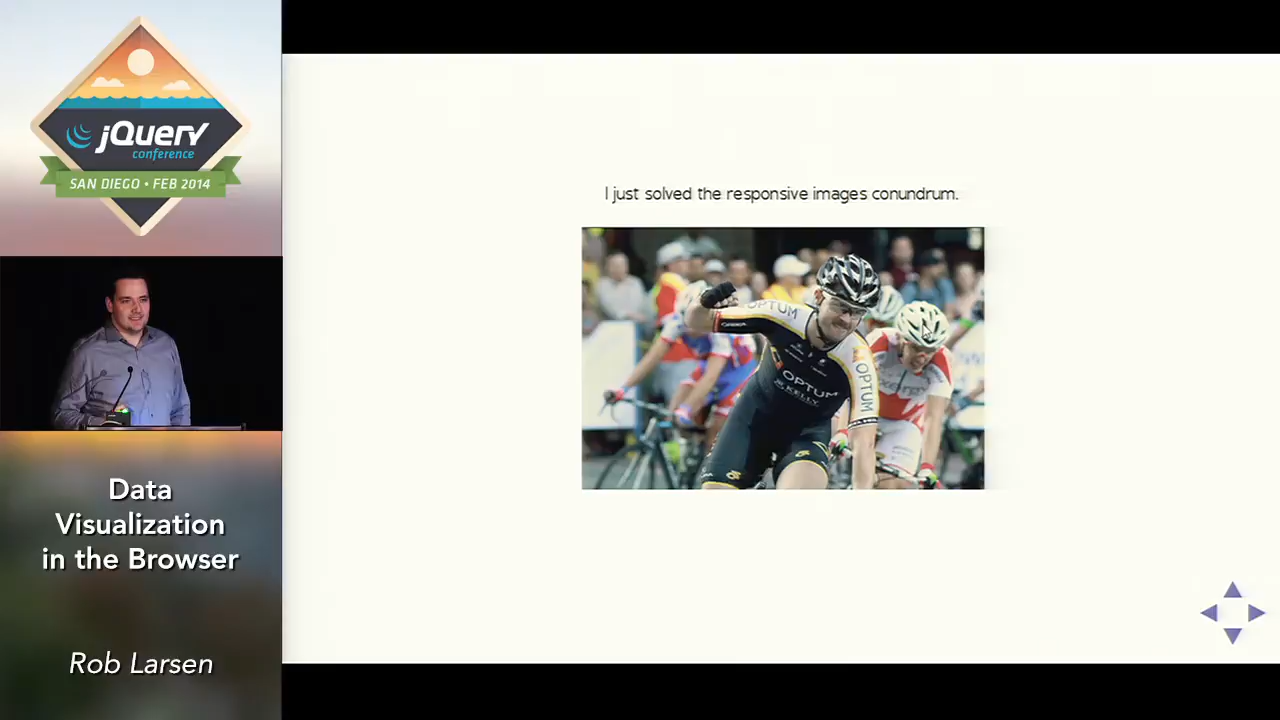 jQuery
conference
SAN DIEGO • FEB 2014
I just solved the responsive images conundrum.
OPTUM
OPTUM
KELLY
OPTUM
Data
Visualization
in the Browser
Rob Larsen